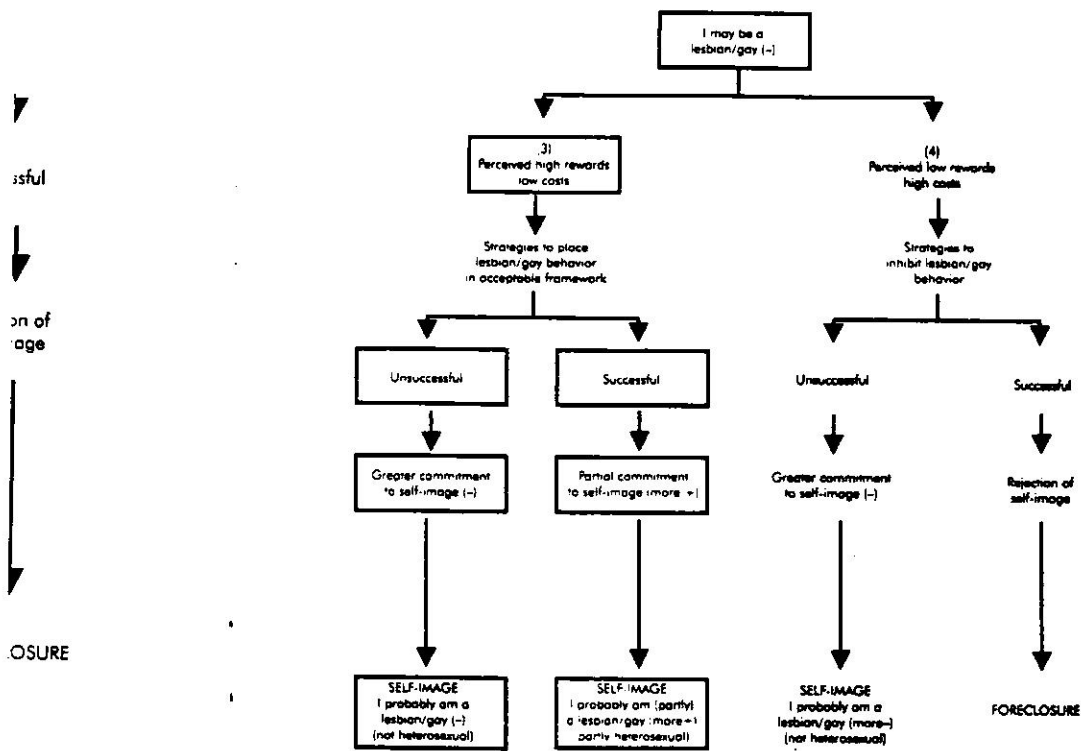 I may be a
lesbian/gay (–)
(3)
Perceived high rewards
low costs
(4)
Perceived low rewards
high costs
ssful
Strategies to place
lesbian/gay behavior
in acceptable framework
Strategies to
inhibit lesbian/gay
behavior
on of
age
Unsuccessful
Successful
Unsuccessful
Successful
Greater commitment
to self-image (–)
Partial commitment
to self-image (more +)
Greater commitment
to self-image (–)
Rejection of
self-image
OSURE
SELF-IMAGE
I probably am a
lesbian/gay (–)
(not heterosexual)
SELF-IMAGE
I probably am (partly)
a lesbian/gay (more+)
partly heterosexual)
SELF-IMAGE
I probably am a
lesbian/gay (more–)
(not heterosexual)
FORECLOSURE